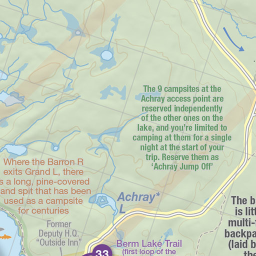 The 9 campsites at the
Achray access point are
reserved independently
of the other ones on the
lake, and you're limited to
camping at them for a single
night at the start of your
trip. Reserve them as
'Achray Jump Off'
Where the Barron R
exits Grand L, there
is a long, pine-covered
and spit that has been
used as a campsite
for centuries
Former
Deputy H.Q.
"Outside Inn"
Achray
L
33
Berm Lake Trail
(first loop of the
The b
is litt
multi-
backpa
(laid b
the